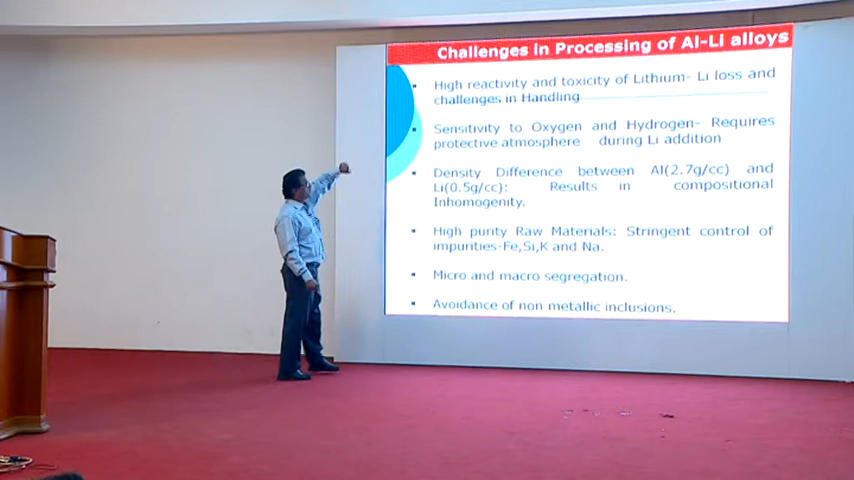 Challenges in Processing of Al-Li alloys
▪ High reactivity and toxicity of Lithium- Li loss and
challenges in Handling
▪ Sensitivity to Oxygen and Hydrogen- Requires
protective atmosphere during Li addition
▪ Density Difference between Al(2.7g/cc) and
Li(0.5g/cc): Results in compositional
Inhomogenity.
▪ High purity Raw Materials: Stringent control of
impurities-Fe,Si,K and Na.
▪ Micro and macro segregation.
▪ Avoidance of non metallic inclusions.